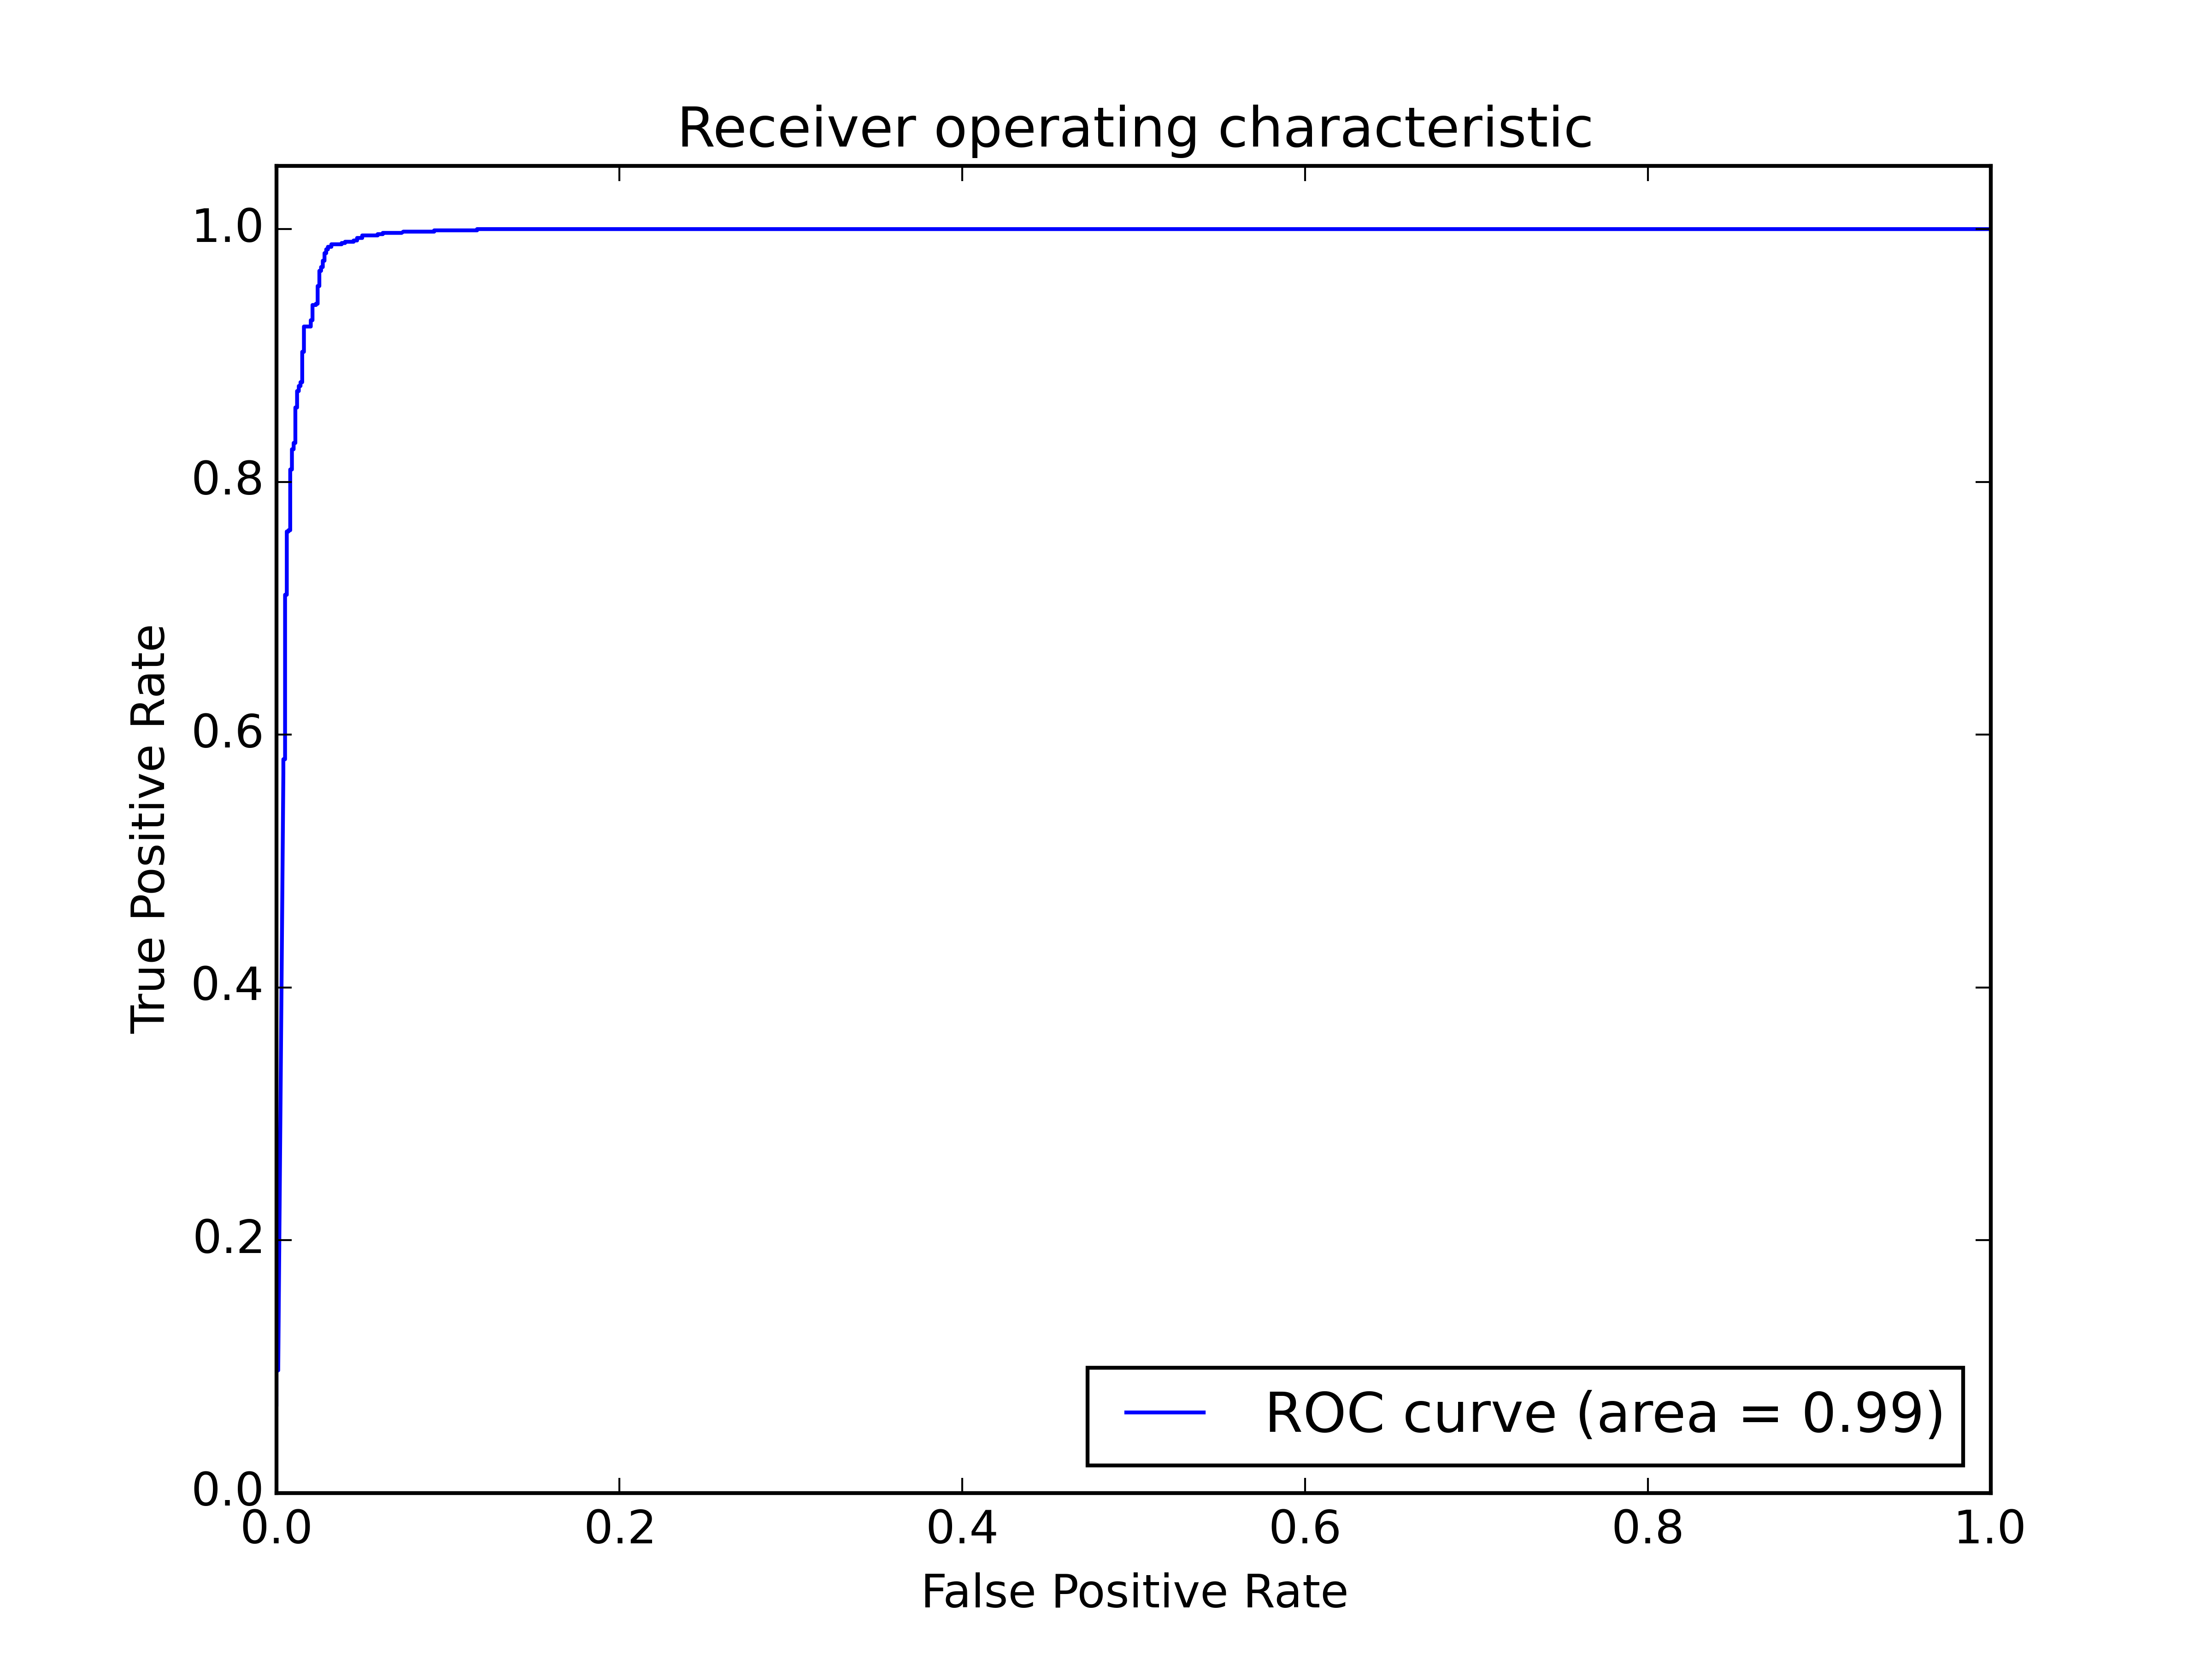 Receiver operating characteristic
1.0
0.8
0.6
0.4
0.2
0.0
True Positive Rate
ROC curve (area = 0.99)
0.0 0.2 0.4 0.6 0.8 1.0
False Positive Rate